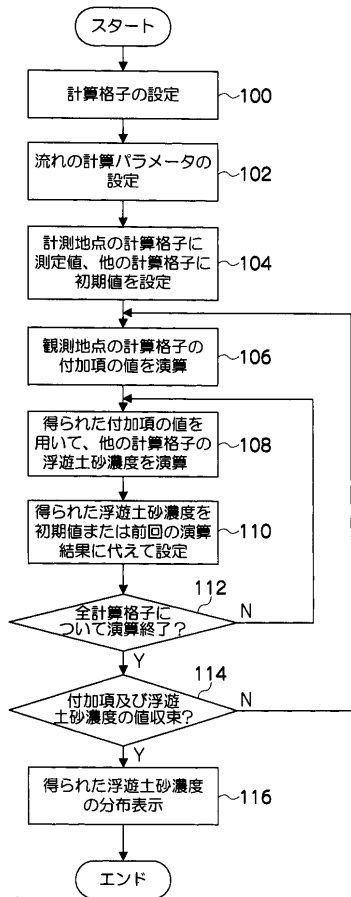 スタート
計算格子の設定
100
流れの計算パラメータの
設定
102
計測地点の計算格子に
測定値、他の計算格子に
初期値を設定
104
観測地点の計算格子の
付加項の値を演算
106
得られた付加項の値を
用いて、他の計算格子の
浮遊土砂濃度を演算
108
得られた浮遊土砂濃度を
初期値または前回の演算
結果に代えて設定
110
112
全計算格子に
ついて演算終了?
N
Y
114
付加項及び浮遊
土砂濃度の値収束?
N
Y
得られた浮遊土砂濃度
の分布表示
116
エンド